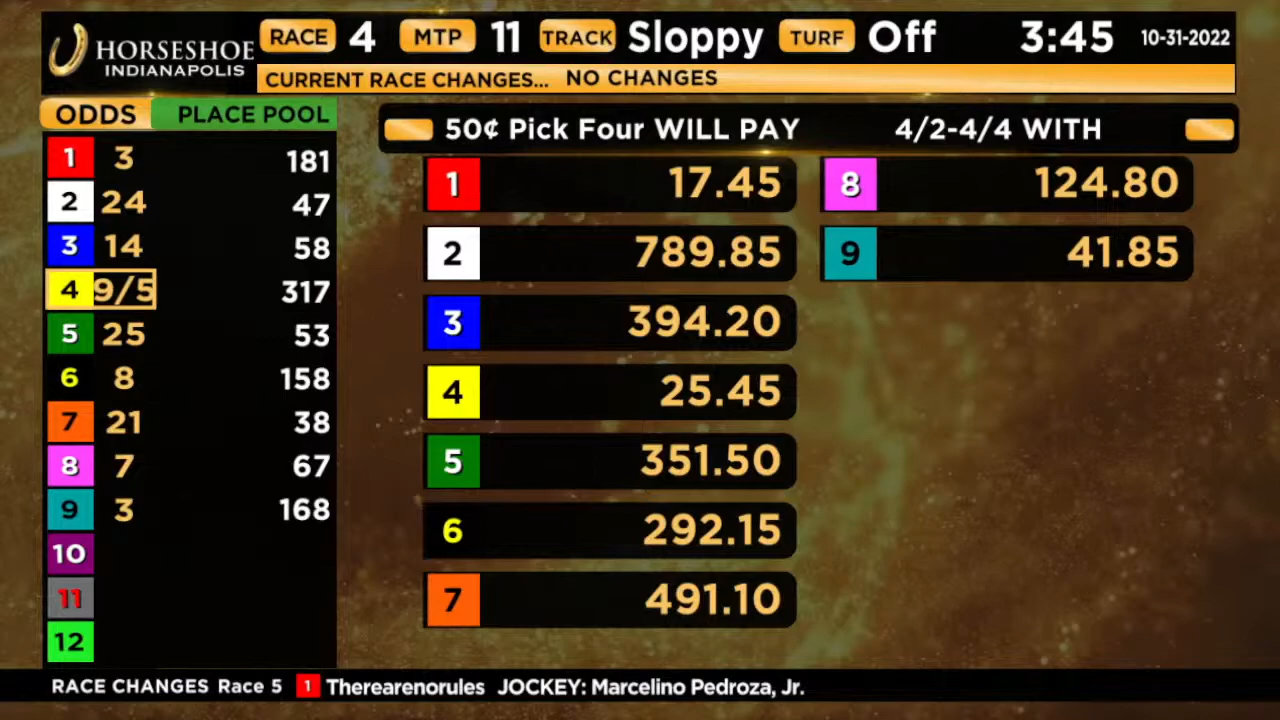 HORSESHOE
INDIANAPOLIS
RACE 4 MTP 11 TRACK Sloppy TURF Off 3:45 10-31-2022
CURRENT RACE CHANGES... NO CHANGES
ODDS PLACE POOL
1 3 181
2 24 47
3 14 58
4 9/5 317
5 25 53
6 8 158
7 21 38
8 7 67
9 3 168
10
11
12
50¢ Pick Four WILL PAY 4/2-4/4 WITH
1 17.45
2 789.85
3 394.20
4 25.45
5 351.50
6 292.15
7 491.10
8 124.80
9 41.85
RACE CHANGES Race 5 1 Therearenorules JOCKEY: Marcelino Pedroza, Jr.